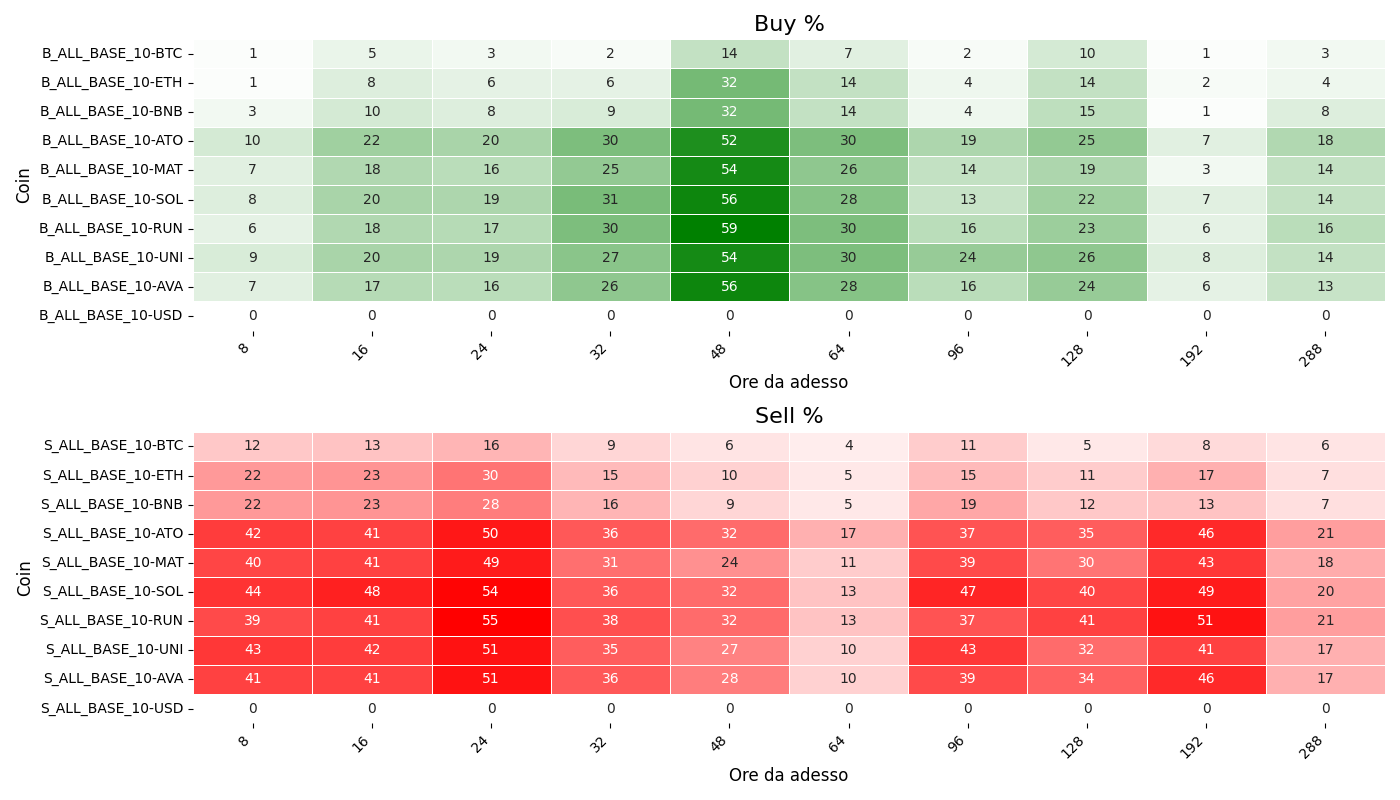 Buy %
Coin
B_ALL_BASE_10-BTC 1 5 3 2 14 7 2 10 1 3
B_ALL_BASE_10-ETH 1 8 6 6 32 14 4 14 2 4
B_ALL_BASE_10-BNB 3 10 8 9 32 14 4 15 1 8
B_ALL_BASE_10-ATO 10 22 20 30 52 30 19 25 7 18
B_ALL_BASE_10-MAT 7 18 16 25 54 26 14 19 3 14
B_ALL_BASE_10-SOL 8 20 19 31 56 28 13 22 7 14
B_ALL_BASE_10-RUN 6 18 17 30 59 30 16 23 6 16
B_ALL_BASE_10-UNI 9 20 19 27 54 30 24 26 8 14
B_ALL_BASE_10-AVA 7 17 16 26 56 28 16 24 6 13
B_ALL_BASE_10-USD 0 0 0 0 0 0 0 0 0 0
8 16 24 32 48 64 96 128 192 288
Ore da adesso
Sell %
Coin
S_ALL_BASE_10-BTC 12 13 16 9 6 4 11 5 8 6
S_ALL_BASE_10-ETH 22 23 30 15 10 5 15 11 17 7
S_ALL_BASE_10-BNB 22 23 28 16 9 5 19 12 13 7
S_ALL_BASE_10-ATO 42 41 50 36 32 17 37 35 46 21
S_ALL_BASE_10-MAT 40 41 49 31 24 11 39 30 43 18
S_ALL_BASE_10-SOL 44 48 54 36 32 13 47 40 49 20
S_ALL_BASE_10-RUN 39 41 55 38 32 13 37 41 51 21
S_ALL_BASE_10-UNI 43 42 51 35 27 10 43 32 41 17
S_ALL_BASE_10-AVA 41 41 51 36 28 10 39 34 46 17
S_ALL_BASE_10-USD 0 0 0 0 0 0 0 0 0 0
8 16 24 32 48 64 96 128 192 288
Ore da adesso